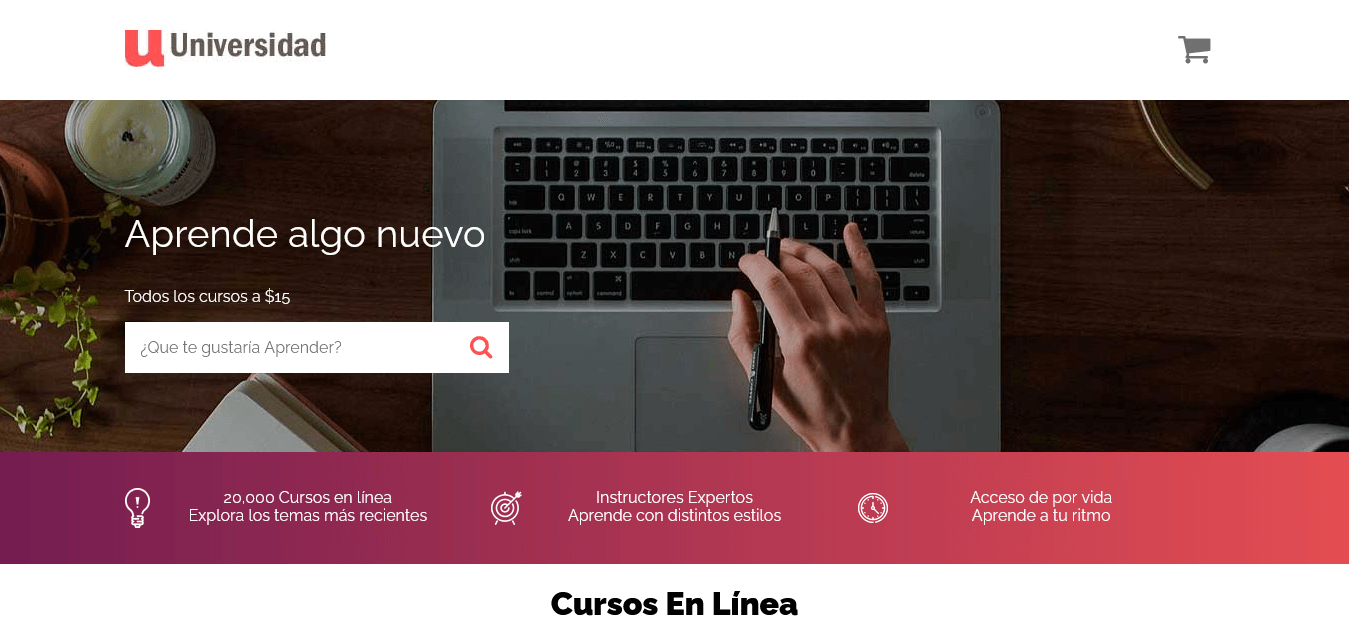 u Universidad
Aprende algo nuevo
Todos los cursos a $15
¿Que te gustaría Aprender?
20,000 Cursos en línea
Explora los temas más recientes
Instructores Expertos
Aprende con distintos estilos
Acceso de por vida
Aprende a tu ritmo
Cursos En Línea